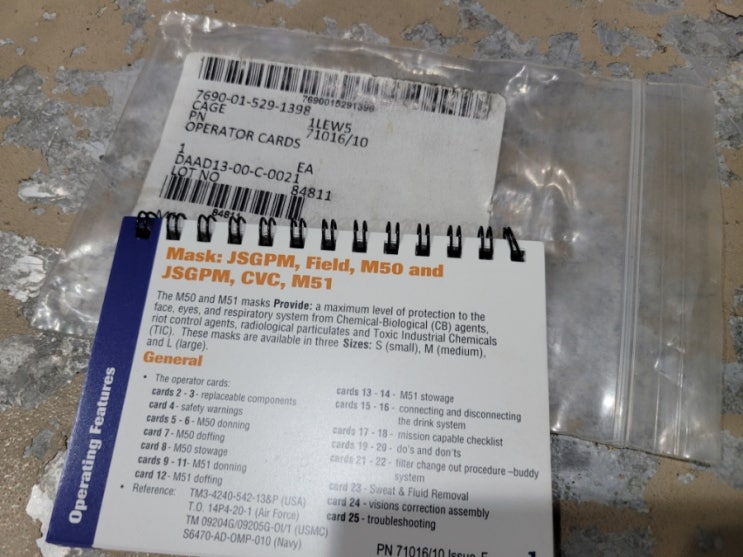 7690-01-529-1398
7690015291398
CAGE 1LEW5
PN 71016/10
OPERATOR CARDS
1 EA
DAAD13-00-C-0021
LOT NO 84811
Mask: JSGPM, Field, M50 and
JSGPM, CVC, M51
The M50 and M51 masks Provide: a maximum level of protection to the
face, eyes, and respiratory system from Chemical-Biological (CB) agents,
riot control agents, radiological particulates and Toxic Industrial Chemicals
(TIC). These masks are available in three Sizes: S (small), M (medium),
and L (large).
General
• The operator cards:
cards 2 - 3 - replaceable components
card 4 - safety warnings
cards 5 - 6 - M50 donning
card 7 - M50 doffing
card 8 - M50 stowage
cards 9 - 11 - M51 donning
card 12 - M51 doffing
• Reference: TM3-4240-542-13&P (USA)
T.O. 14P4-20-1 (Air Force)
TM 09204G/09205G-OI/1 (USMC)
S6470-AD-OMP-010 (Navy)
cards 13 - 14 - M51 stowage
cards 15 - 16 - connecting and disconnecting
the drink system
cards 17 - 18 - mission capable checklist
cards 19 - 20 - do's and don'ts
cards 21 - 22 - filter change out procedure –buddy
system
card 23 - Sweat & Fluid Removal
card 24 - visions correction assembly
card 25 - troubleshooting
PN 71016/10 Issue
1
Operating Features